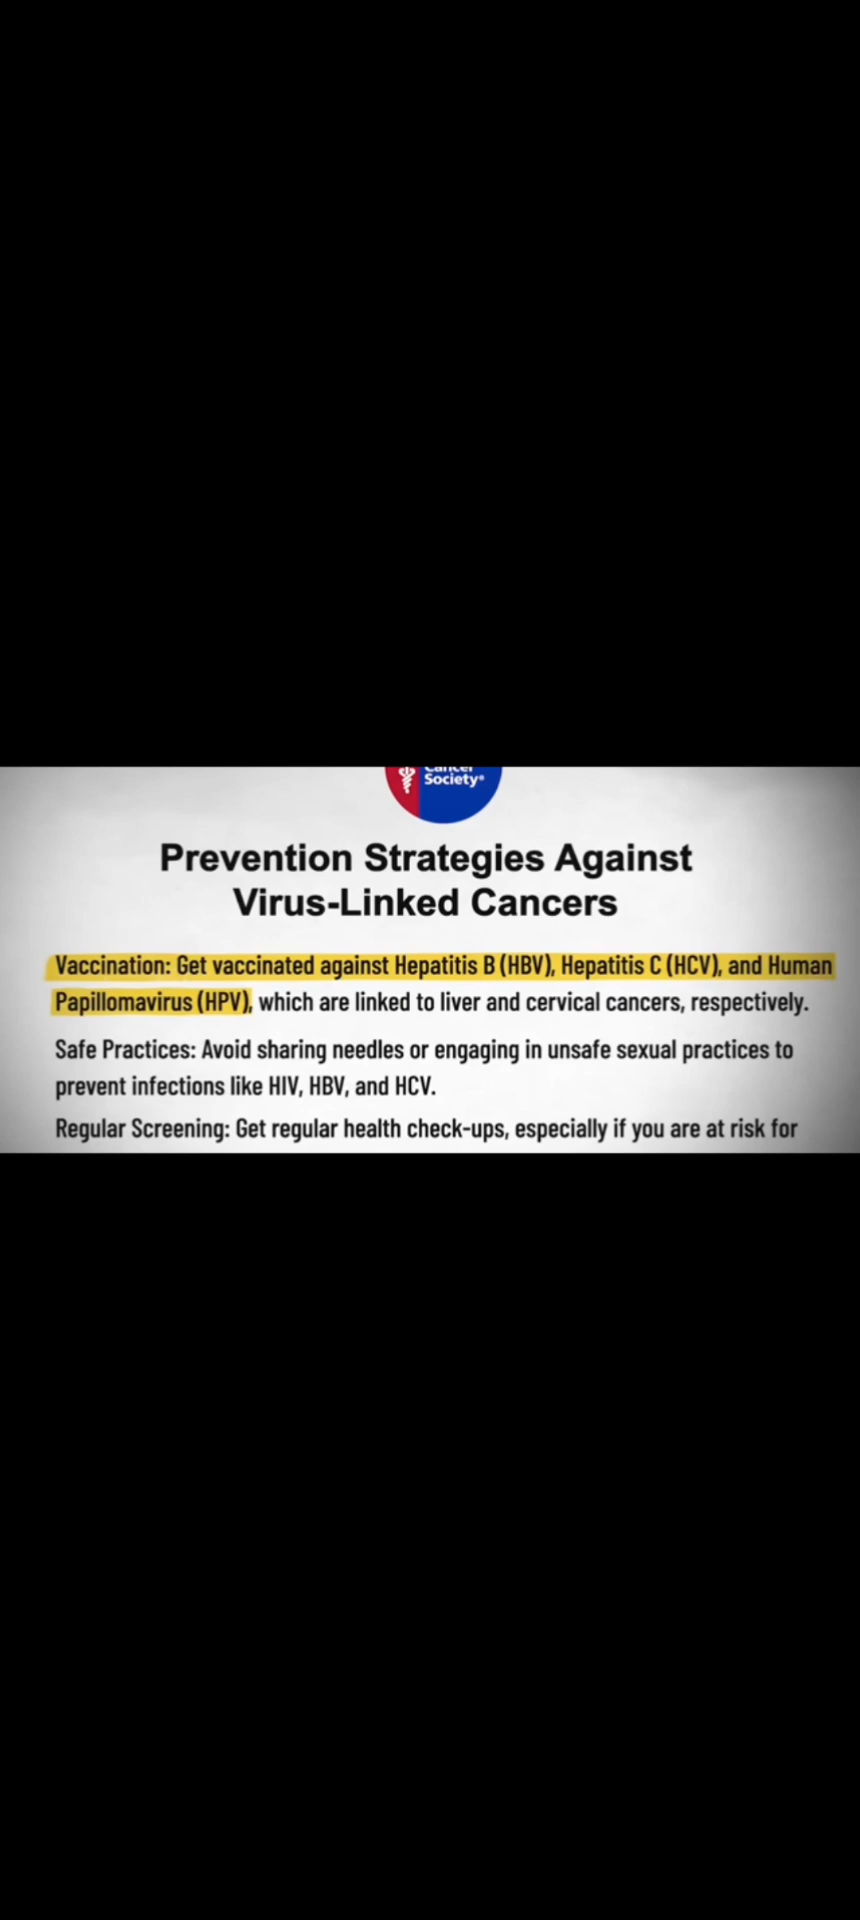 Society®
Prevention Strategies Against
Virus-Linked Cancers
Vaccination: Get vaccinated against Hepatitis B (HBV), Hepatitis C (HCV), and Human
Papillomavirus (HPV), which are linked to liver and cervical cancers, respectively.
Safe Practices: Avoid sharing needles or engaging in unsafe sexual practices to
prevent infections like HIV, HBV, and HCV.
Regular Screening: Get regular health check-ups, especially if you are at risk for